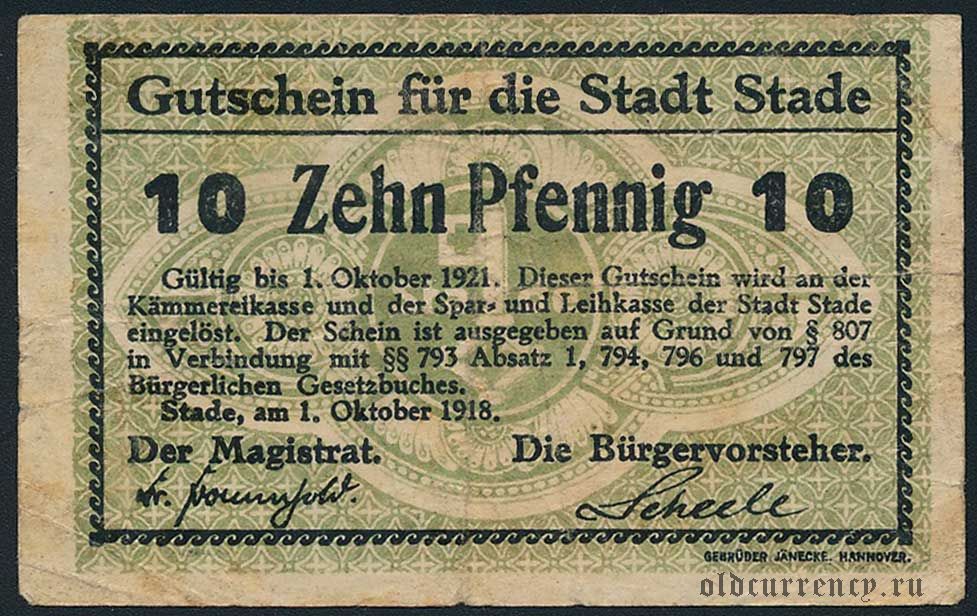 Gutschein für die Stadt Stade
10 Zehn Pfennig 10
Gültig bis 1. Oktober 1921. Dieser Gutschein wird an der
Kämmereikasse und der Spar- und Leihkasse der Stadt Stade
eingelöst. Der Schein ist ausgegeben auf Grund von § 807
in Verbindung mit §§ 793 Absatz 1, 794, 796 und 797 des
Bürgerlichen Gesetzbuches.
Stade, am 1. Oktober 1918.
Der Magistrat. Die Bürgervorsteher.
Dr. Scheele
GEBRÜDER JÄNECKE. HANNOVER.
oldcurrency.ru